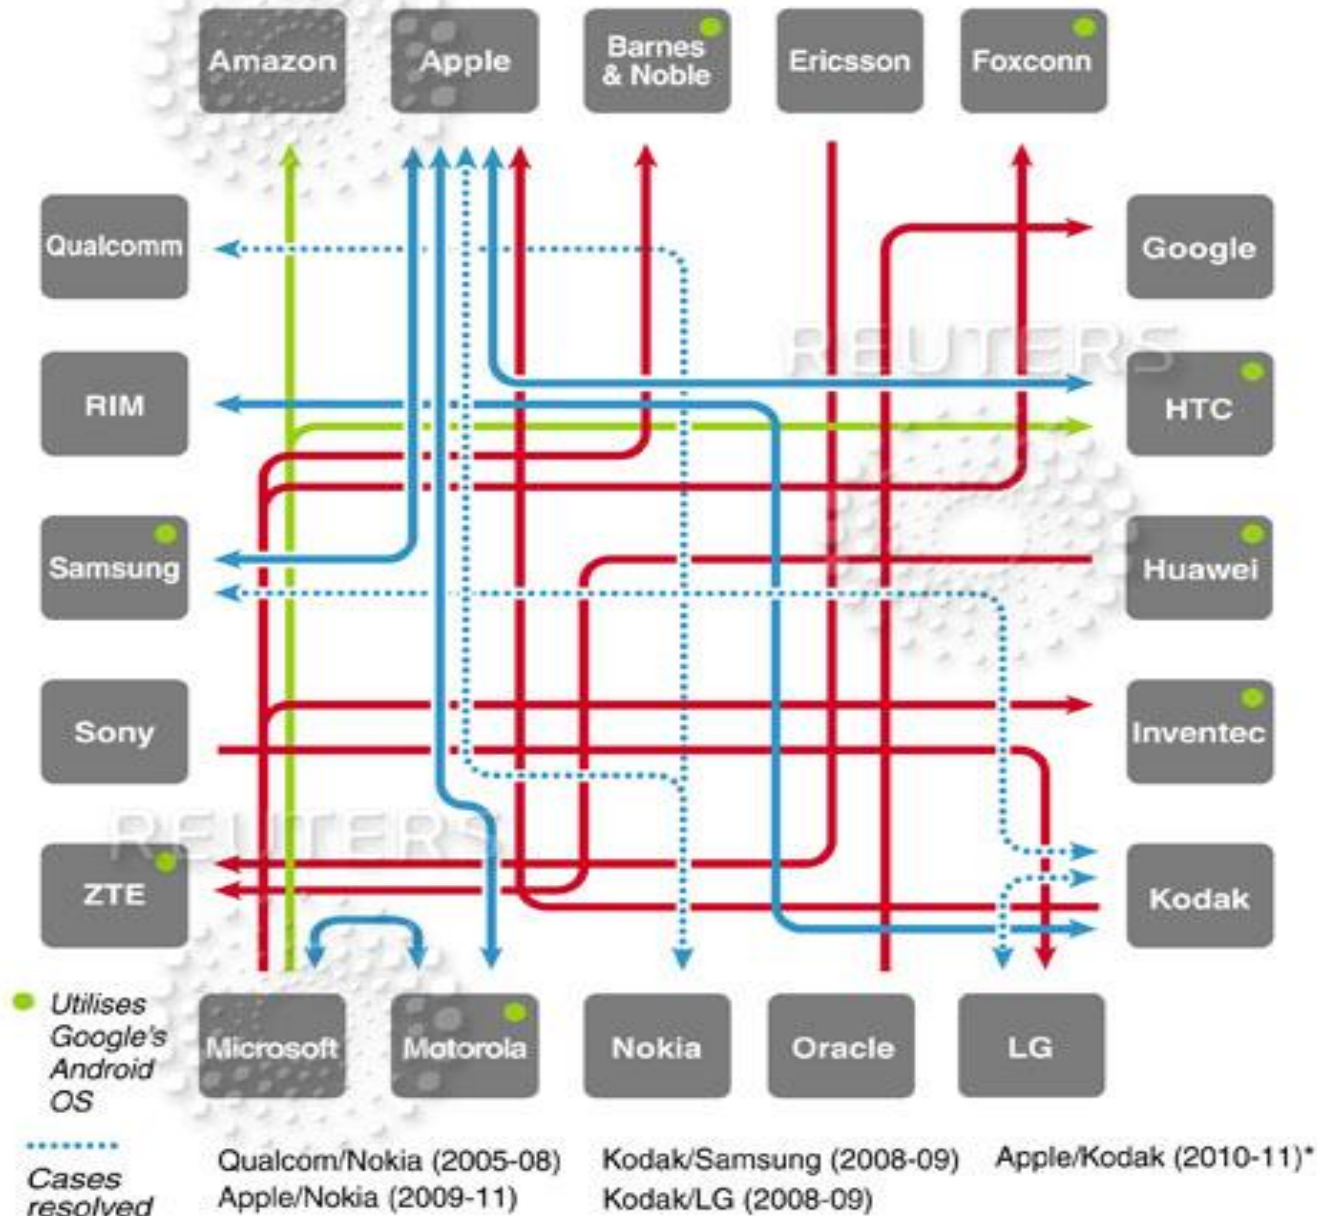 Amazon
Apple
Barnes
& Noble
Ericsson
Foxconn
Qualcomm
Google
REUTERS
RIM
HTC
Samsung
Huawei
Sony
Inventec
REUTERS
ZTE
Kodak
Utilises
Google's
Android
OS
Microsoft
Motorola
Nokia
Oracle
LG
Cases
resolved
Qualcom/Nokia (2005-08)
Kodak/Samsung (2008-09)
Apple/Kodak (2010-11)*
Apple/Nokia (2009-11)
Kodak/LG (2008-09)